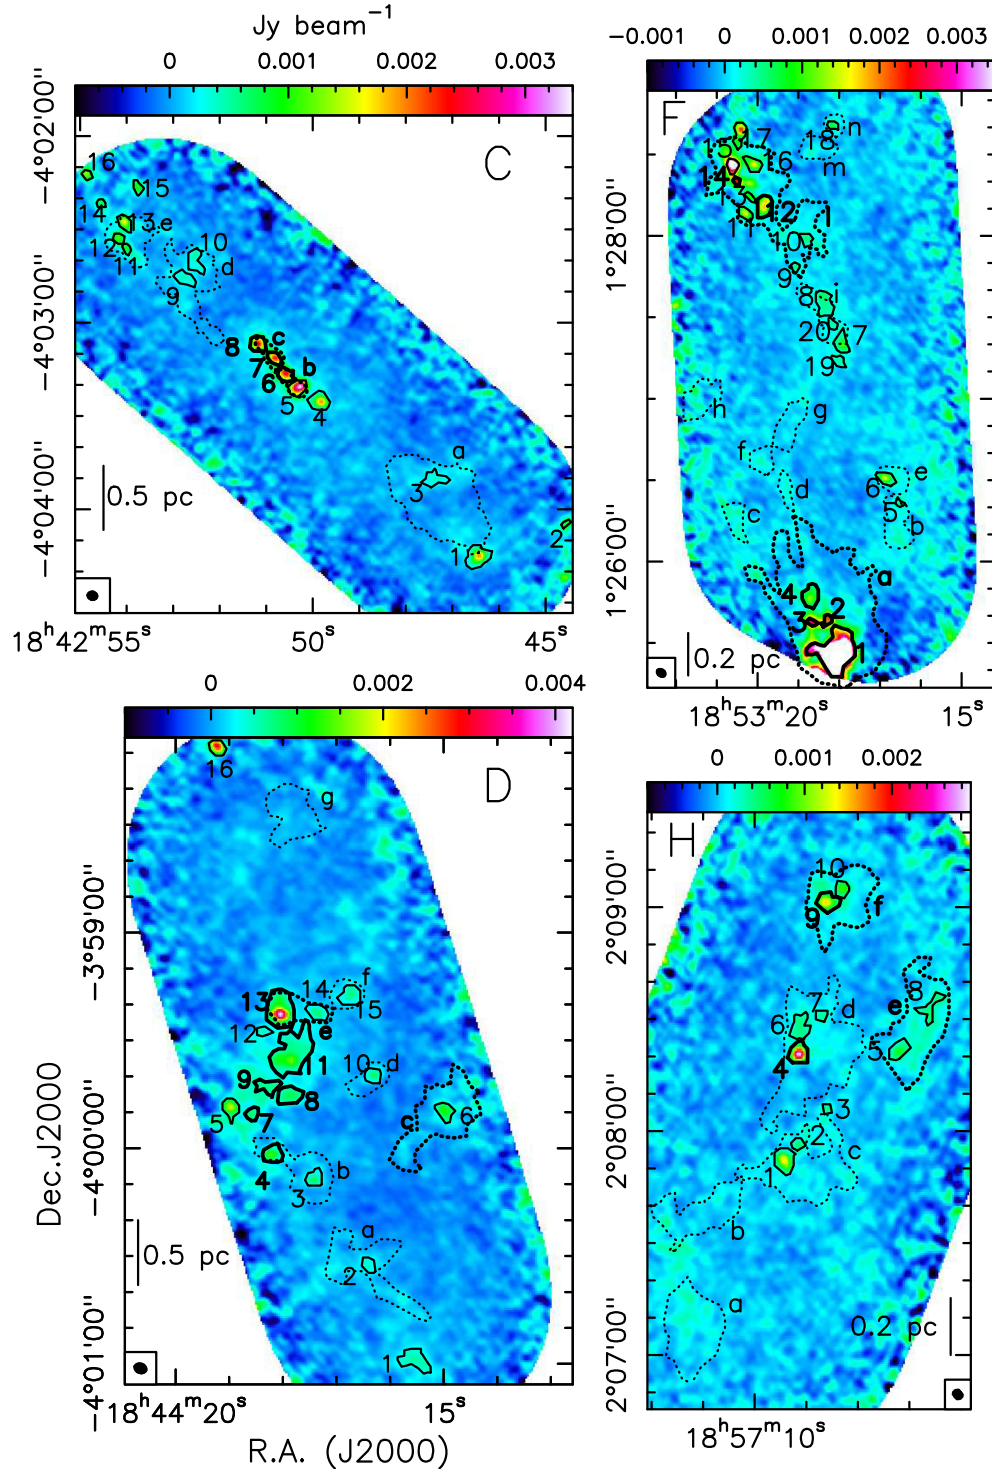 Jy beam⁻¹
0 0.001 0.002 0.003
C
-4°02'00"
-4°03'00"
-4°04'00"
16
15
14
13 e
12
11
10
d
9
8
c
7
b
6
5
4
a
3
1
2
0.5 pc
18ʰ42ᵐ55ˢ 50ˢ 45ˢ
-0.001 0 0.001 0.002 0.003
F
1°28'00"
1°26'00"
17
n
15
18
16
m
14
13
12
l
11
10
9
8 i
20
7
19
h
g
f
e
6
d
5
c
b
a
4
2
3
1
0.2 pc
18ʰ53ᵐ20ˢ 15ˢ
0 0.002 0.004
D
-3°59'00"
-4°00'00"
-4°01'00"
Dec.J2000
16
g
f
14
13
15
e
12
11
10 d
9
8
5
7
c
6
4
b
3
a
2
1
0.5 pc
18ʰ44ᵐ20ˢ 15ˢ
R.A. (J2000)
0 0.001 0.002
H
2°09'00"
2°08'00"
2°07'00"
10
9
f
8
e
7
d
6
5
4
3
2
c
1
b
a
0.2 pc
18ʰ57ᵐ10ˢ